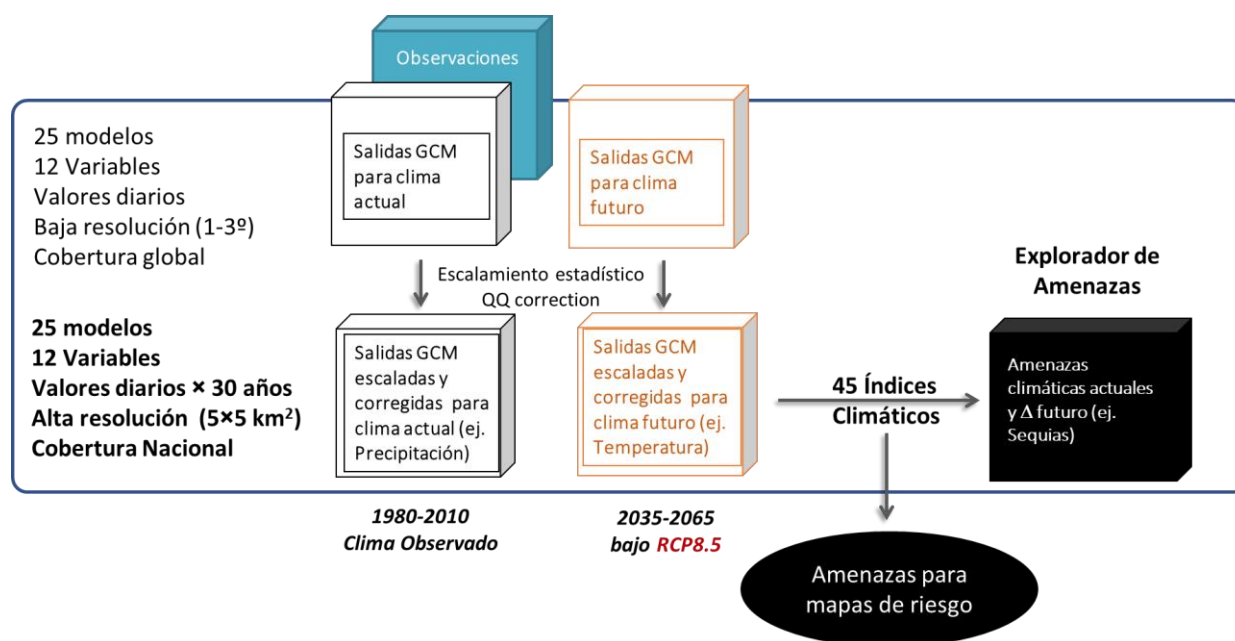 Observaciones
25 modelos
12 Variables
Valores diarios
Baja resolución (1-3º)
Cobertura global
Salidas GCM
para clima
actual
Salidas GCM
para clima
futuro
Escalamiento estadístico
QQ correction
25 modelos
12 Variables
Valores diarios × 30 años
Alta resolución (5×5 km²)
Cobertura Nacional
Salidas GCM
escaladas y
corregidas para
clima actual (ej.
Precipitación)
Salidas GCM
escaladas y
corregidas para
clima futuro (ej.
Temperatura)
45 Índices
Climáticos
Explorador de
Amenazas
Amenazas
climáticas actuales
y Δ futuro (ej.
Sequias)
1980-2010
Clima Observado
2035-2065
bajo RCP8.5
Amenazas para
mapas de riesgo